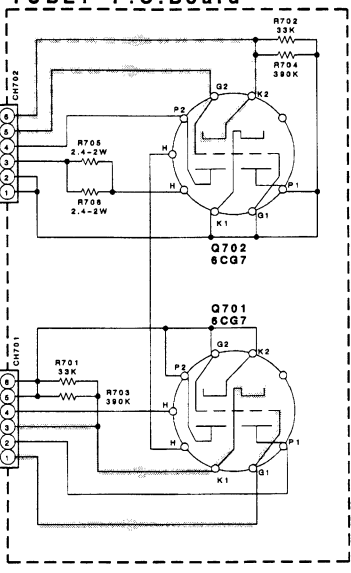 TUBE1 P.C.Board
R702
33K
R704
390K
CH702
G2
K2
P2
6
5
4
3
2
1
R705
2.4-2W
H
R706
2.4-2W
H
P1
K1
G1
Q702
6CG7
Q701
6CG7
CH701
G2
K2
R701
33K
P2
6
5
4
3
2
1
R703
390K
H
H
P1
K1
G1